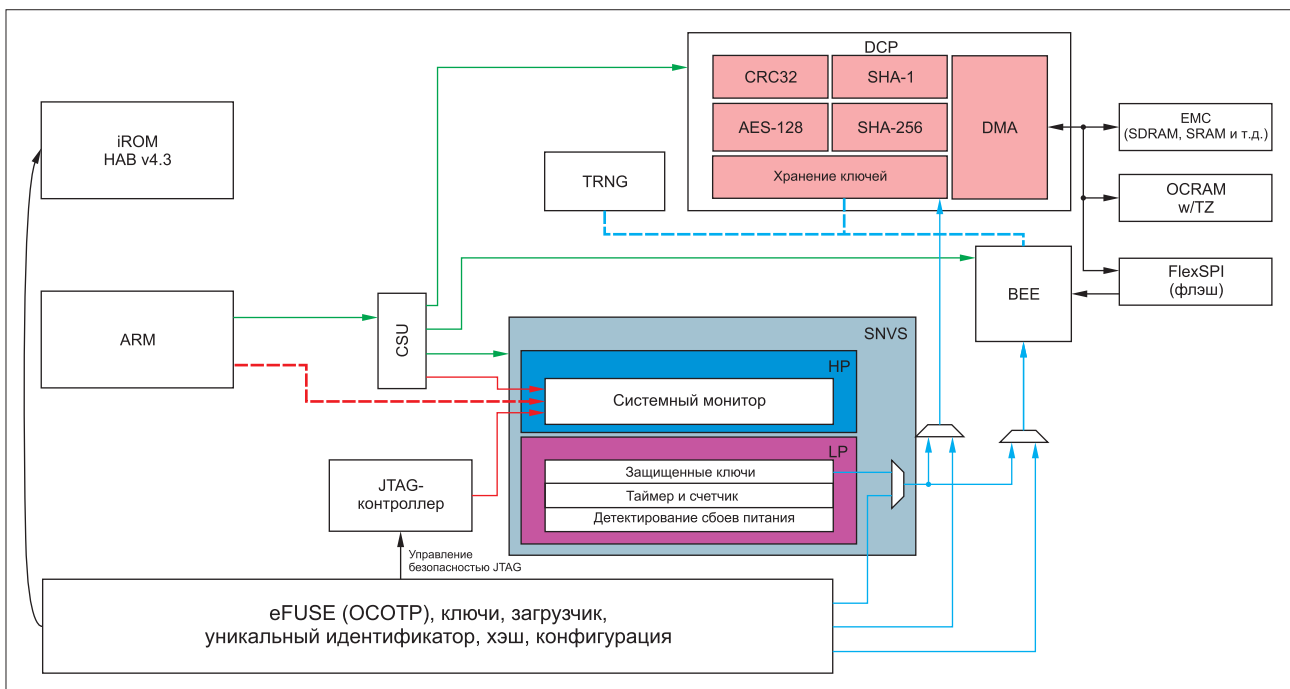 DCP
CRC32
SHA-1
AES-128
SHA-256
DMA
Хранение ключей
EMC
(SDRAM, SRAM и т.д.)
OCRAM
w/TZ
FlexSPI
(флэш)
iROM
HAB v4.3
TRNG
BEE
ARM
CSU
SNVS
HP
Системный монитор
LP
Защищенные ключи
Таймер и счетчик
Детектирование сбоев питания
JTAG-
контроллер
Управление
безопасностью JTAG
eFUSE (OCOTP), ключи, загрузчик,
уникальный идентификатор, хэш, конфигурация